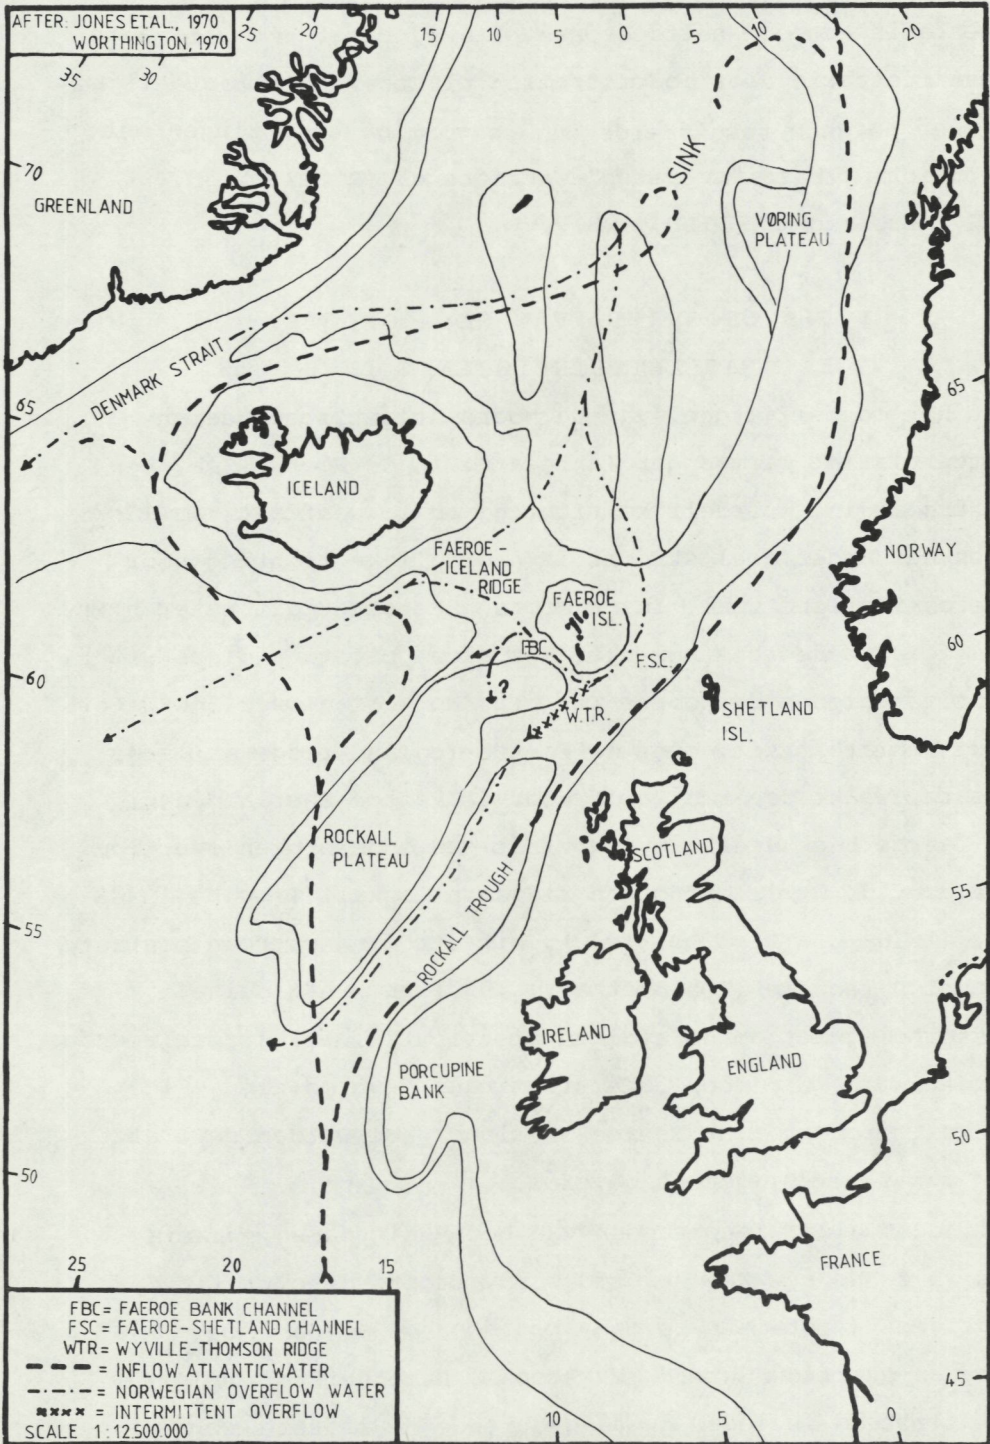 AFTER: JONES ET.AL., 1970
WORTHINGTON, 1970
25
20
15
10
5
0
5
10
20
35
30
70
GREENLAND
SINK
VØRING
PLATEAU
DENMARK STRAIT
65
65
ICELAND
FAEROE-
ICELAND
RIDGE
NORWAY
FAEROE
ISL.
FBC.
F.S.C.
60
60
?
W.T.R.
SHETLAND
ISL.
ROCKALL
PLATEAU
SCOTLAND
ROCKALL TROUGH
55
55
IRELAND
ENGLAND
PORCUPINE
BANK
50
50
FRANCE
25
20
15
FBC= FAEROE BANK CHANNEL
FSC= FAEROE-SHETLAND CHANNEL
WTR= WYVILLE-THOMSON RIDGE
= INFLOW ATLANTIC WATER
= NORWEGIAN OVERFLOW WATER
= INTERMITTENT OVERFLOW
SCALE 1:12.500.000
45
10
5
0